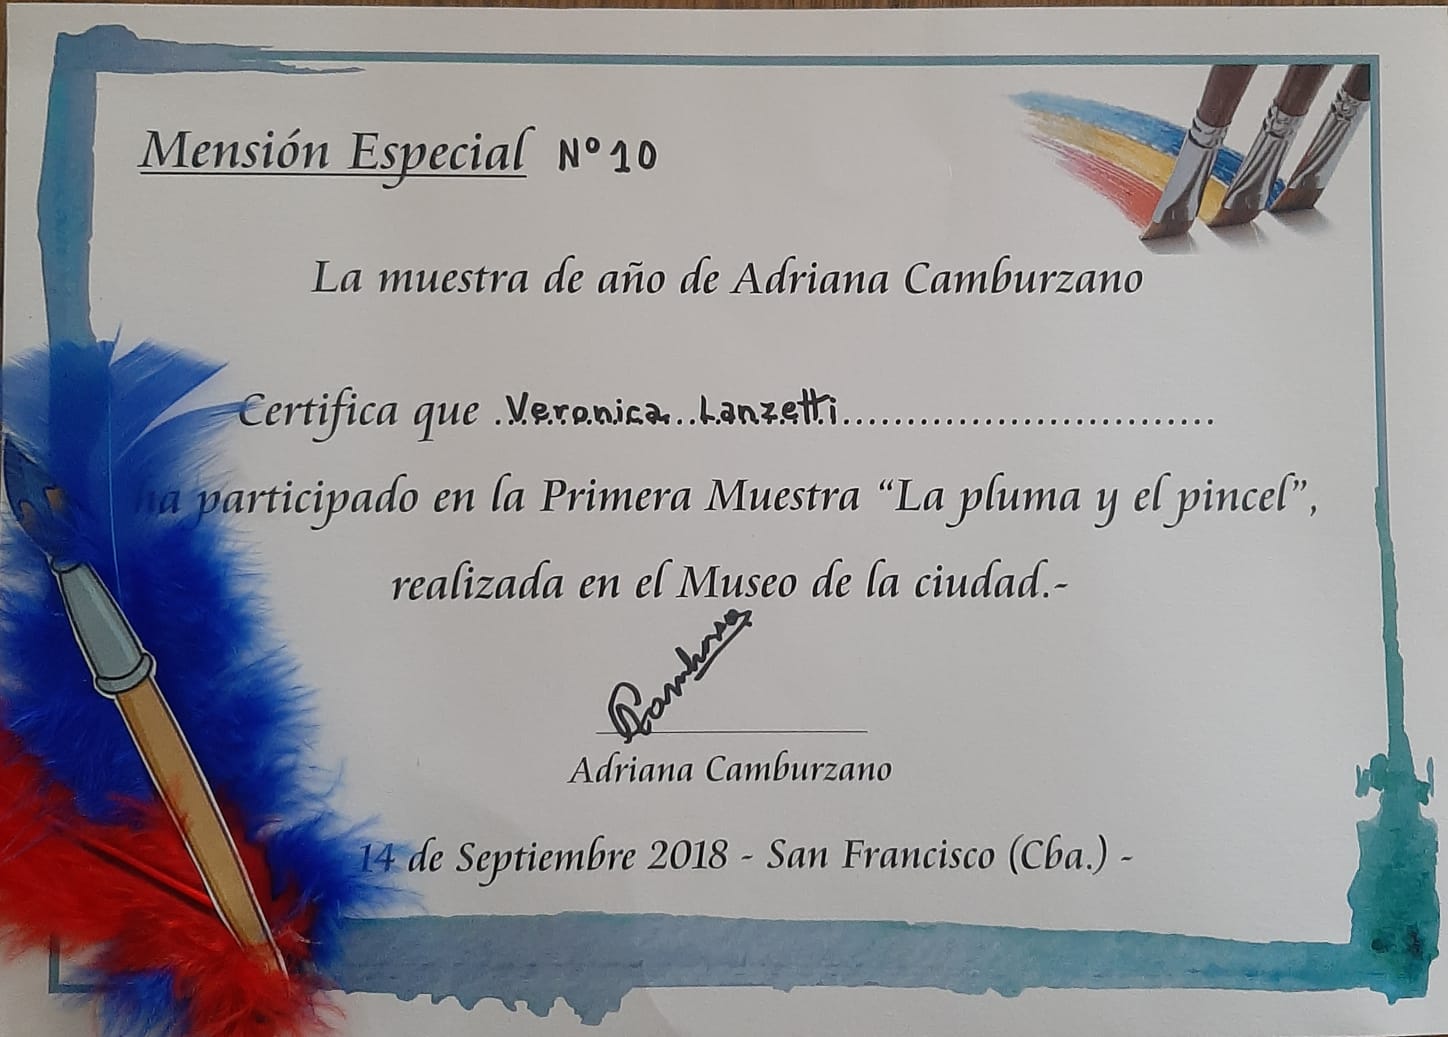 Mensión Especial Nº 10
La muestra de año de Adriana Camburzano
Certifica que .Veronica..Lanzetti.............................
ha participado en la Primera Muestra “La pluma y el pincel”,
realizada en el Museo de la ciudad.-
Adriana Camburzano
14 de Septiembre 2018 - San Francisco (Cba.) -